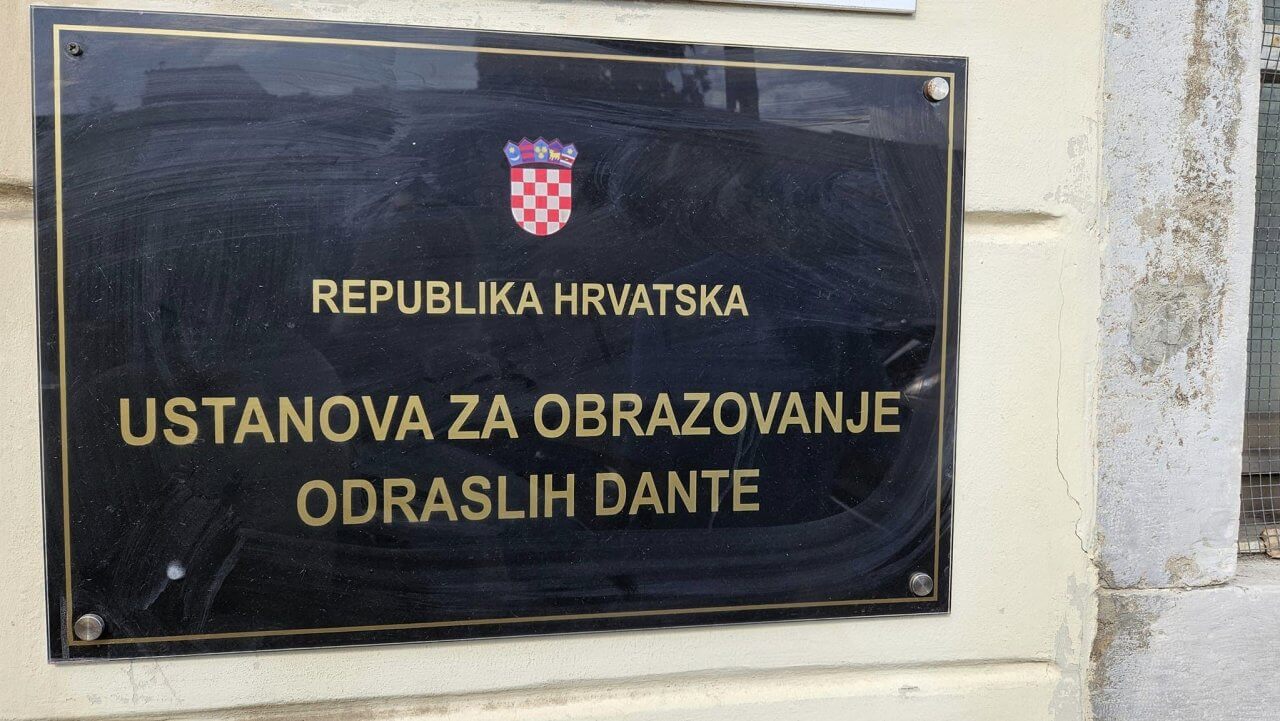 REPUBLIKA HRVATSKA
USTANOVA ZA OBRAZOVANJE
ODRASLIH DANTE